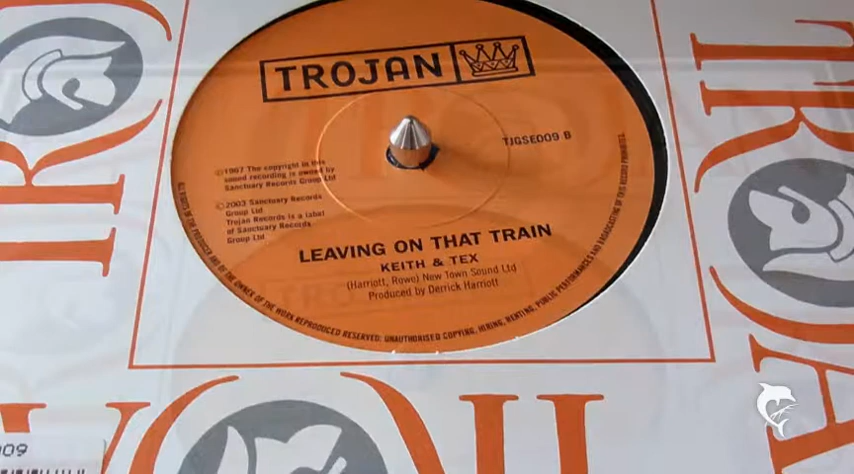 TROJAN
TJGSE009 B
℗1967 The copyright in this
sound recording is owned by
Sanctuary Records Group Ltd
©2003 Sanctuary Records
Group Ltd
Trojan Records is a label
of Sanctuary Records
Group Ltd.
LEAVING ON THAT TRAIN
KEITH & TEX
(Harriott, Rowe) New Town Sound Ltd
Produced by Derrick Harriott
ALL RIGHTS OF THE PRODUCER AND OF THE OWNER OF THE WORK REPRODUCED RESERVED. UNAUTHORISED COPYING, HIRING, RENTING, PUBLIC PERFORMANCES AND BROADCASTING OF THIS RECORD PROHIBITED.
009